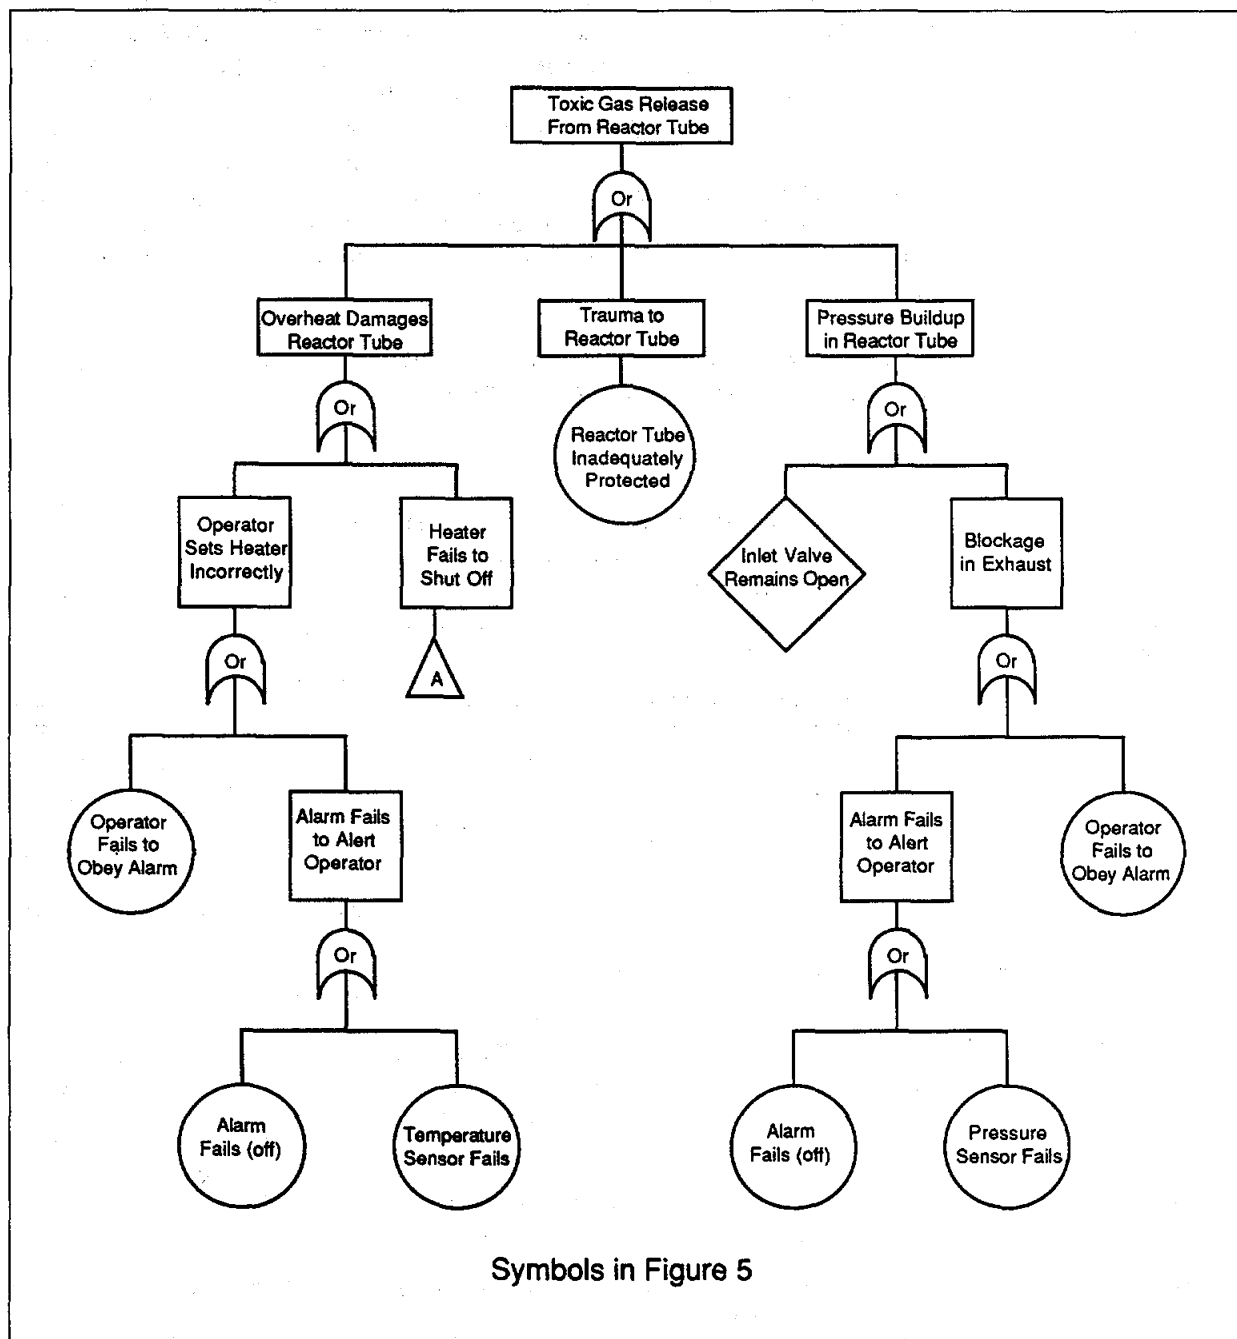 Toxic Gas Release
From Reactor Tube
Or
Overheat Damages
Reactor Tube
Trauma to
Reactor Tube
Pressure Buildup
in Reactor Tube
Or
Or
Reactor Tube
Inadequately
Protected
Operator
Sets Heater
Incorrectly
Heater
Fails to
Shut Off
Inlet Valve
Remains Open
Blockage
in Exhaust
Or
A
Or
Operator
Fails to
Obey Alarm
Alarm Fails
to Alert
Operator
Alarm Fails
to Alert
Operator
Operator
Fails to
Obey Alarm
Or
Or
Alarm
Fails (off)
Temperature
Sensor Fails
Alarm
Fails (off)
Pressure
Sensor Fails
Symbols in Figure 5